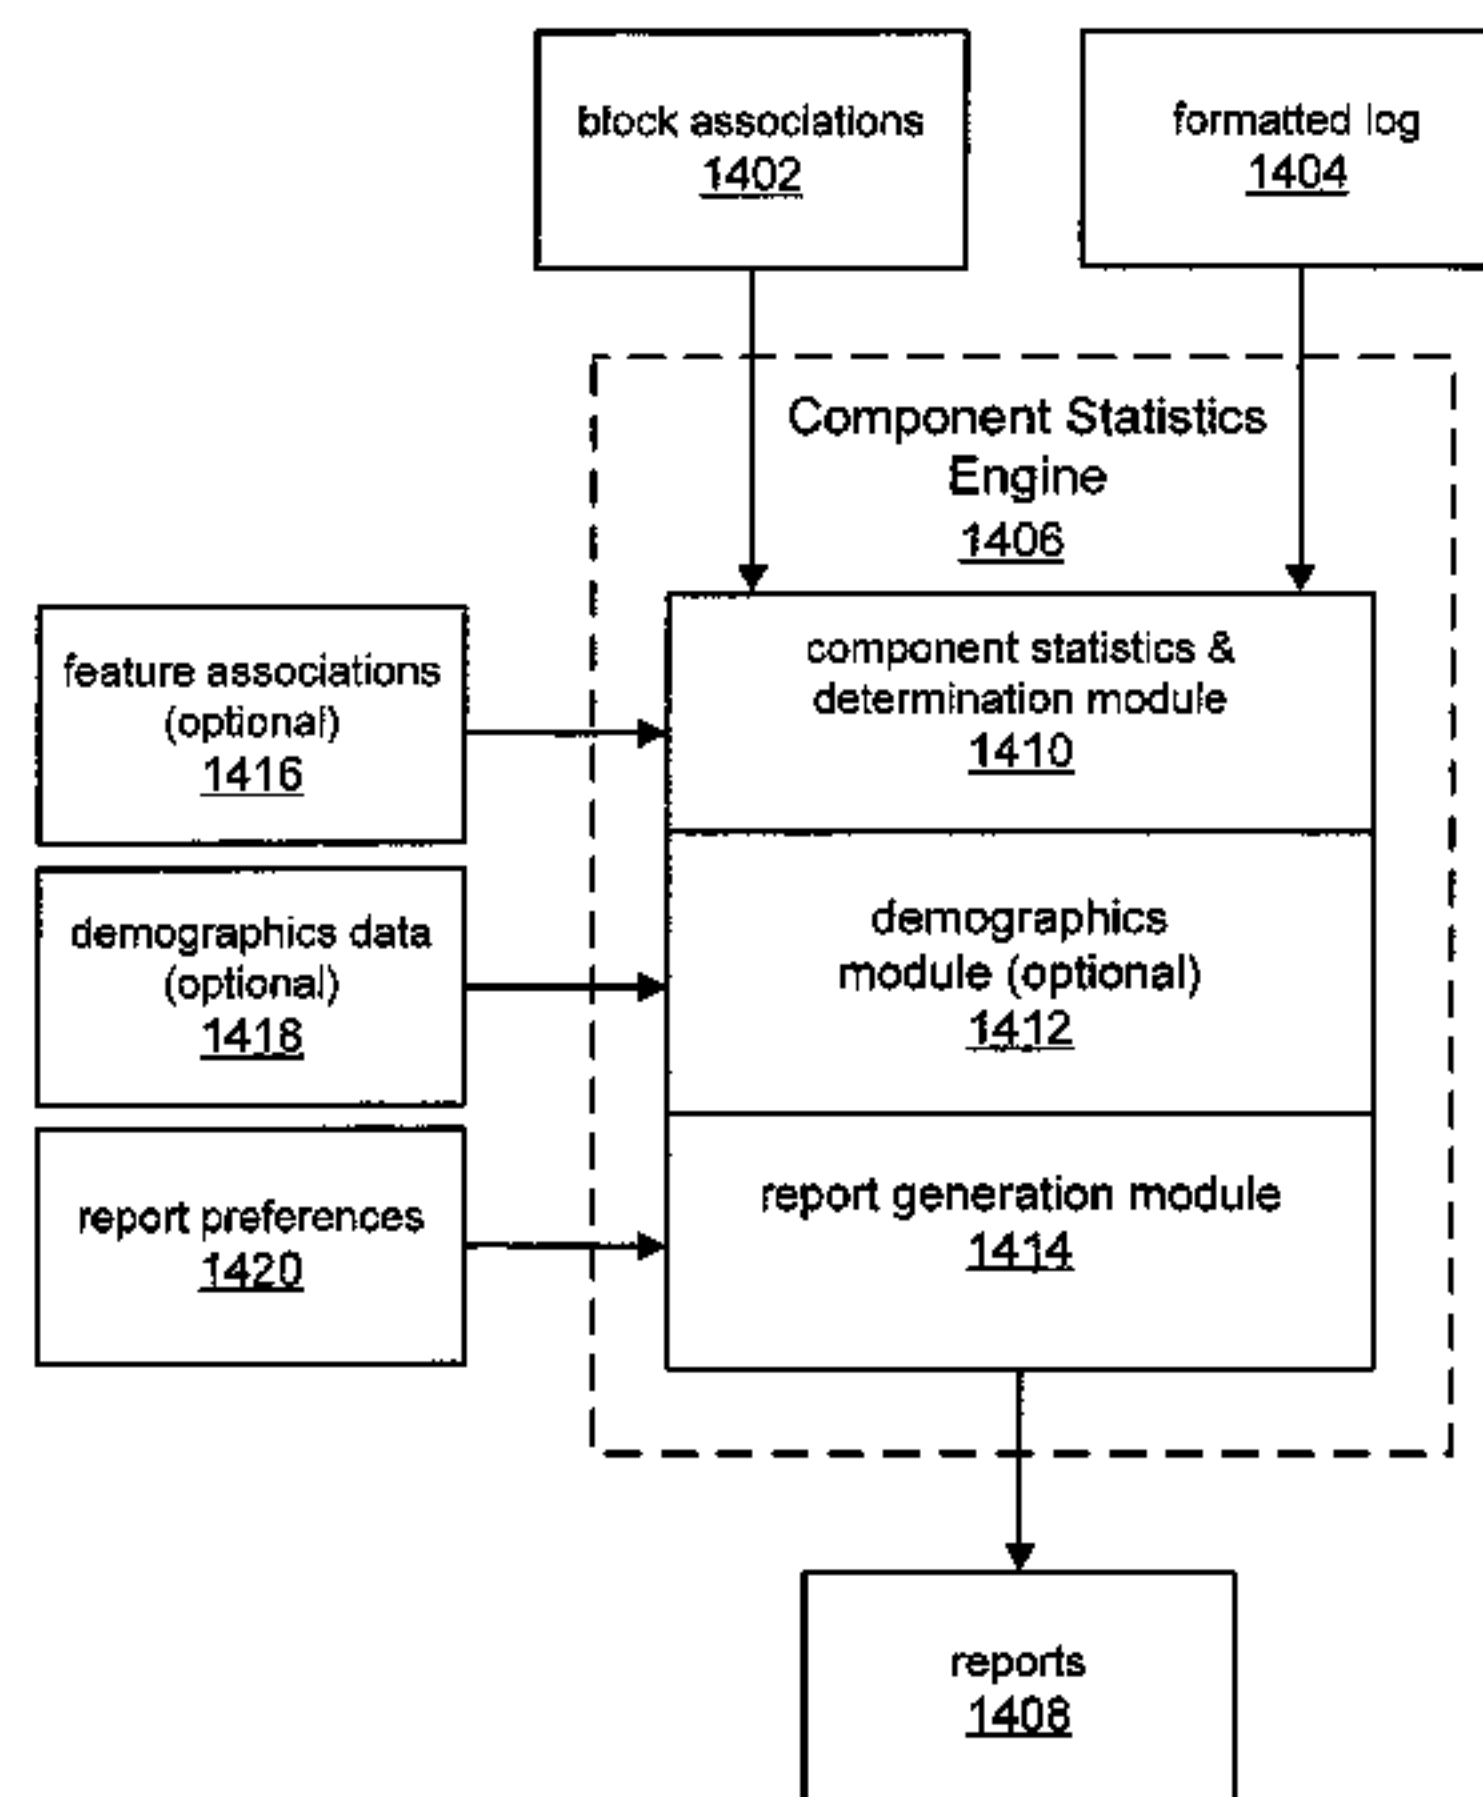 block associations
1402
formatted log
1404
Component Statistics
Engine
1406
feature associations
(optional)
1416
component statistics &
determination module
1410
demographics data
(optional)
1418
demographics
module (optional)
1412
report preferences
1420
report generation module
1414
reports
1408